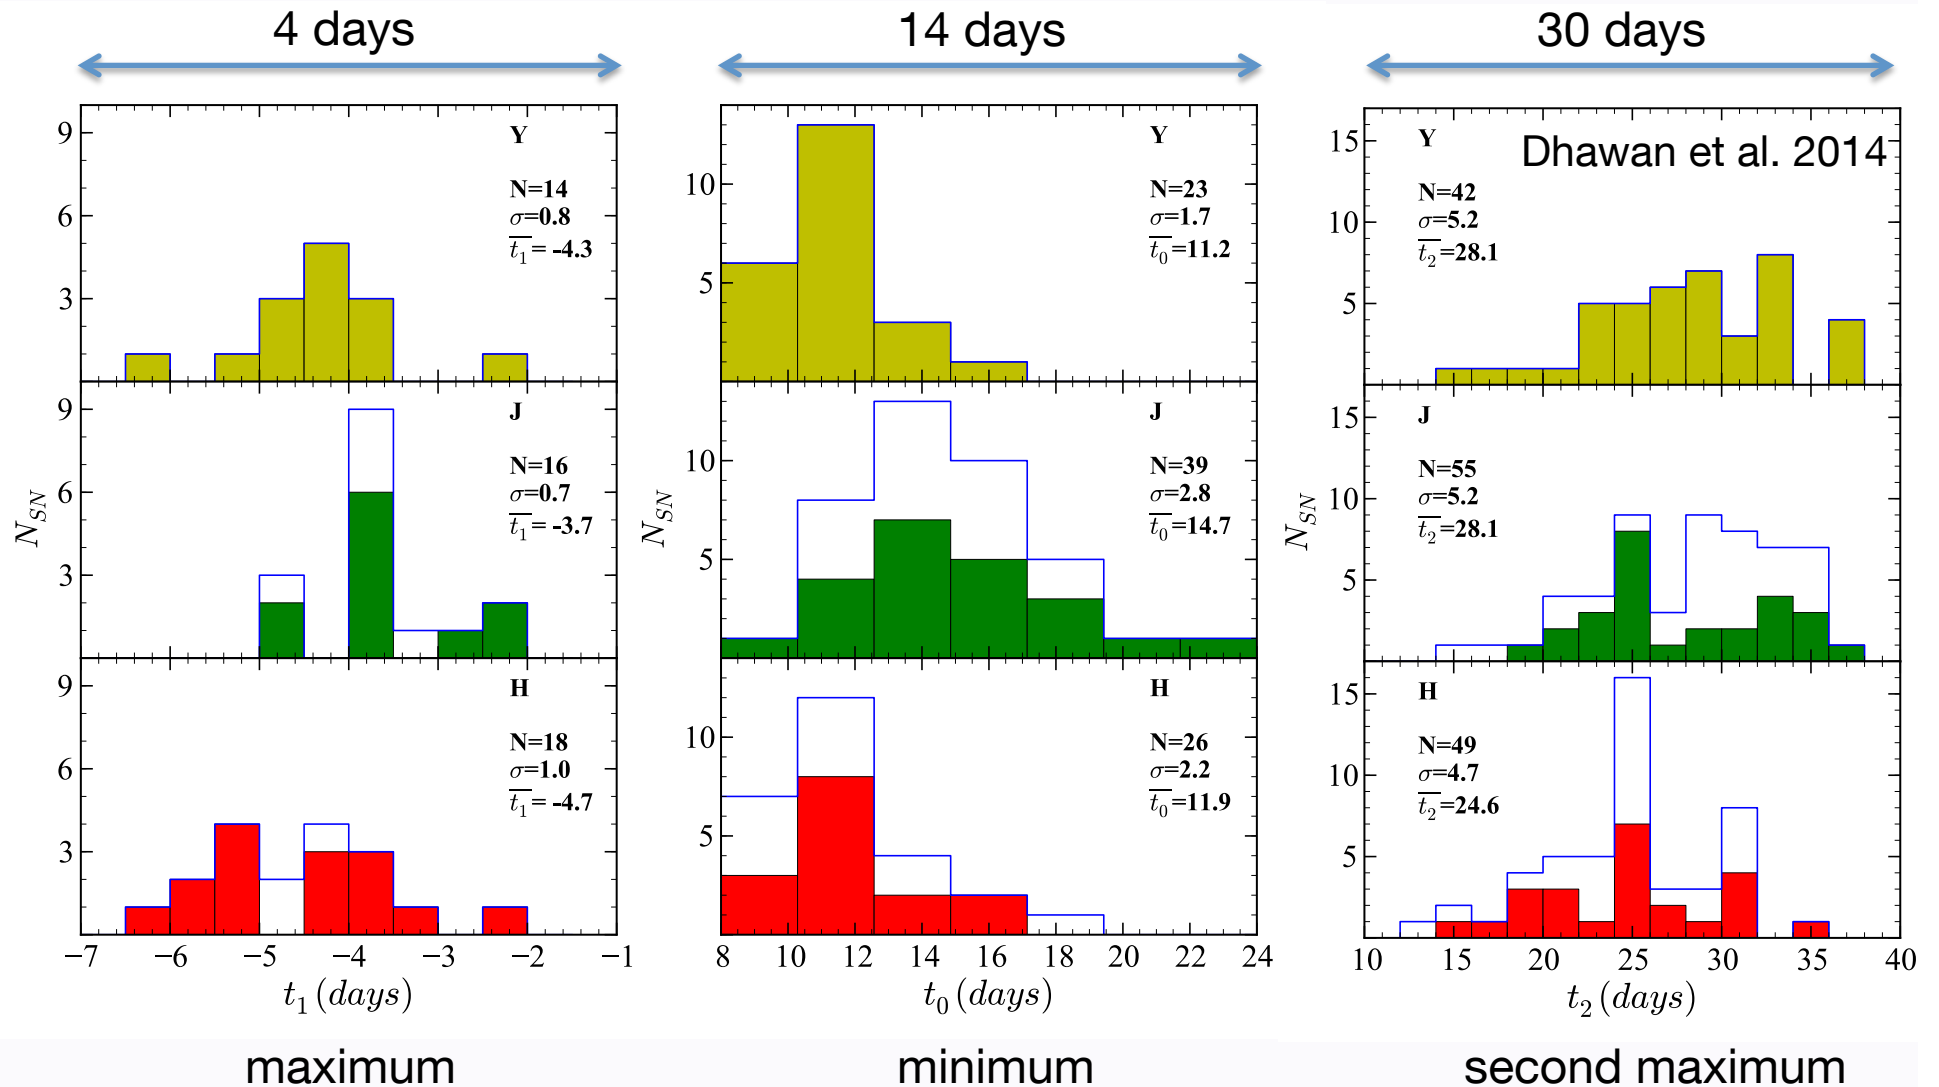 4 days
14 days
30 days
9
6
3
Y
N=14
σ=0.8
t₁= -4.3
10
5
Y
N=23
σ=1.7
t₀=11.2
15
10
5
Y
Dhawan et al. 2014
N=42
σ=5.2
t₂=28.1
N_SN
9
6
3
J
N=16
σ=0.7
t₁= -3.7
N_SN
10
5
J
N=39
σ=2.8
t₀=14.7
N_SN
15
10
5
Y
N=55
σ=5.2
t₂=28.1
9
6
3
H
N=18
σ=1.0
t₁= -4.7
10
5
H
N=26
σ=2.2
t₀=11.9
15
10
5
H
N=49
σ=4.7
t₂=24.6
−7 −6 −5 −4 −3 −2 −1
8 10 12 14 16 18 20 22 24
10 15 20 25 30 35 40
t₁ (days)
t₀ (days)
t₂ (days)
maximum
minimum
second maximum